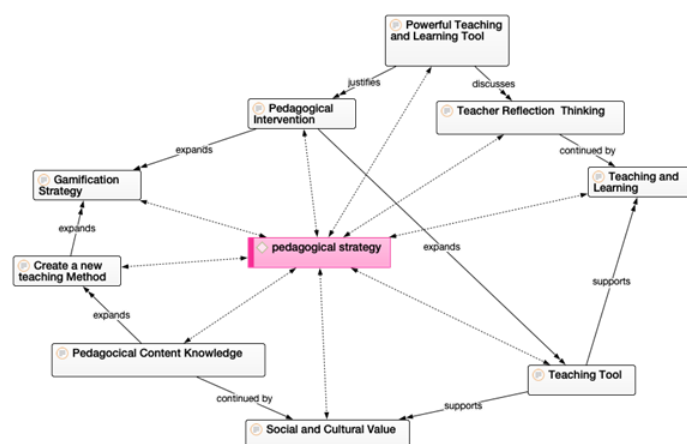 Powerful Teaching
and Learning Tool
justifies
discusses
Pedagogical
Intervention
Teacher Reflection Thinking
expands
continued by
Gamification
Strategy
Teaching and
Learning
expands
pedagogical strategy
expands
Create a new
teaching Method
supports
expands
Pedagocical Content Knowledge
Teaching Tool
continued by
supports
Social and Cultural Value